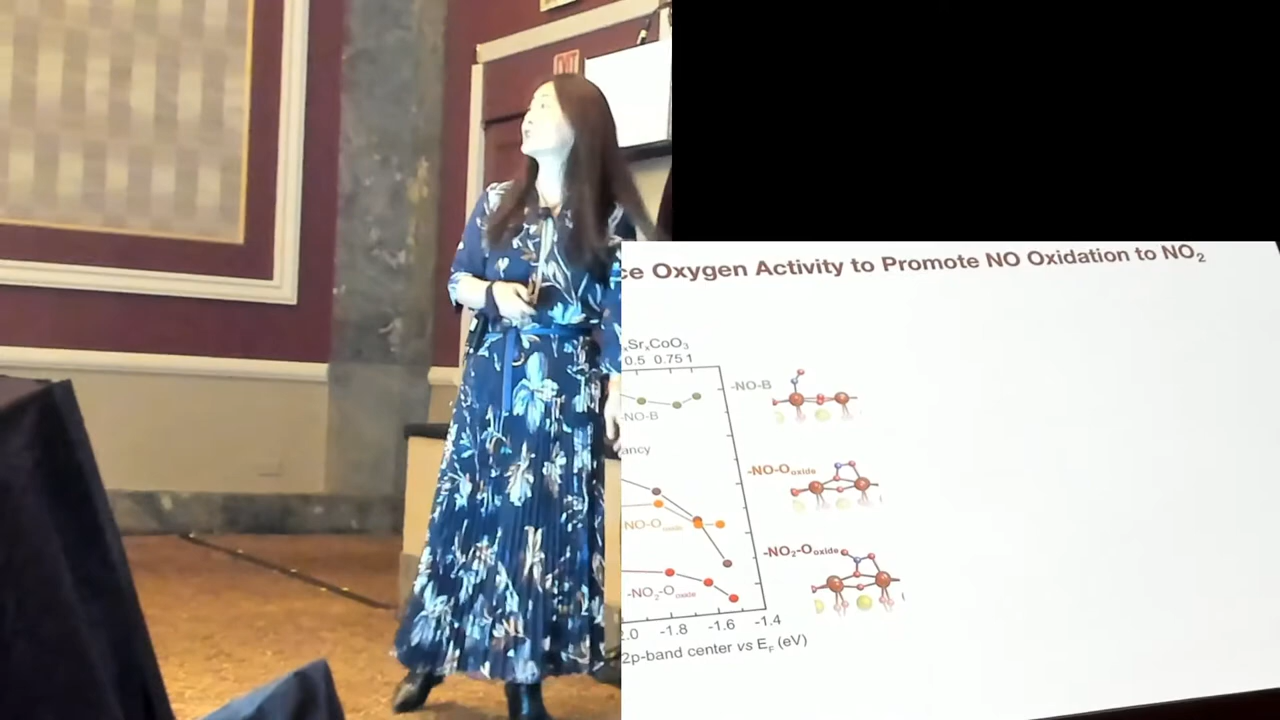 EXIT
ce Oxygen Activity to Promote NO Oxidation to NO₂
Sr CoO₃
0.5 0.75 1
-NO-B
-NO-B
ancy
-NO-Ooxide
NO-Ooxide
-NO₂-Ooxide
-NO₂-Ooxide
.0 -1.8 -1.6 -1.4
2p-band center vs EF (eV)